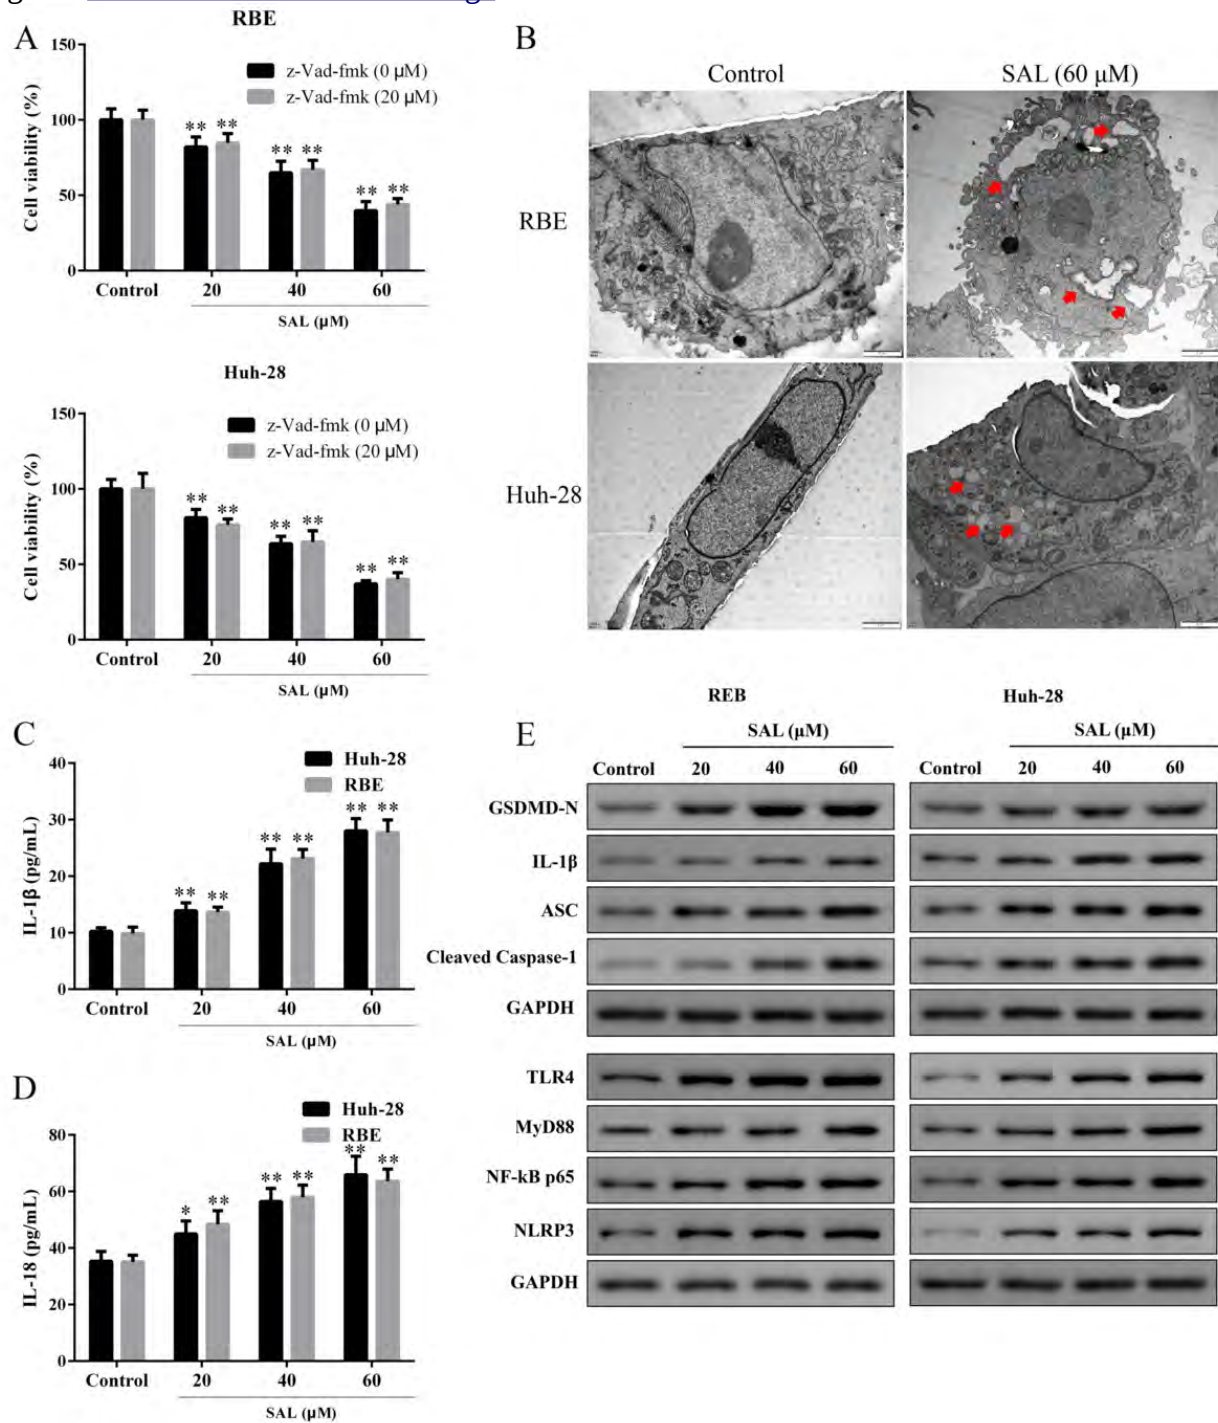 A
RBE
Cell viability (%)
150
100
50
0
z-Vad-fmk (0 μM)
z-Vad-fmk (20 μM)
** **
** **
** **
Control 20 40 60
SAL (μM)
Huh-28
Cell viability (%)
150
100
50
0
z-Vad-fmk (0 μM)
z-Vad-fmk (20 μM)
** **
** **
** **
Control 20 40 60
SAL (μM)
B
Control SAL (60 μM)
RBE
Huh-28
C
IL-1β (pg/mL)
40
30
20
10
0
Huh-28
RBE
** **
** **
** **
Control 20 40 60
SAL (μM)
D
IL-18 (pg/mL)
80
60
40
20
0
Huh-28
RBE
* **
** **
** **
Control 20 40 60
SAL (μM)
E
REB Huh-28
SAL (μM) SAL (μM)
Control 20 40 60 Control 20 40 60
GSDMD-N
IL-1β
ASC
Cleaved Caspase-1
GAPDH
TLR4
MyD88
NF-kB p65
NLRP3
GAPDH